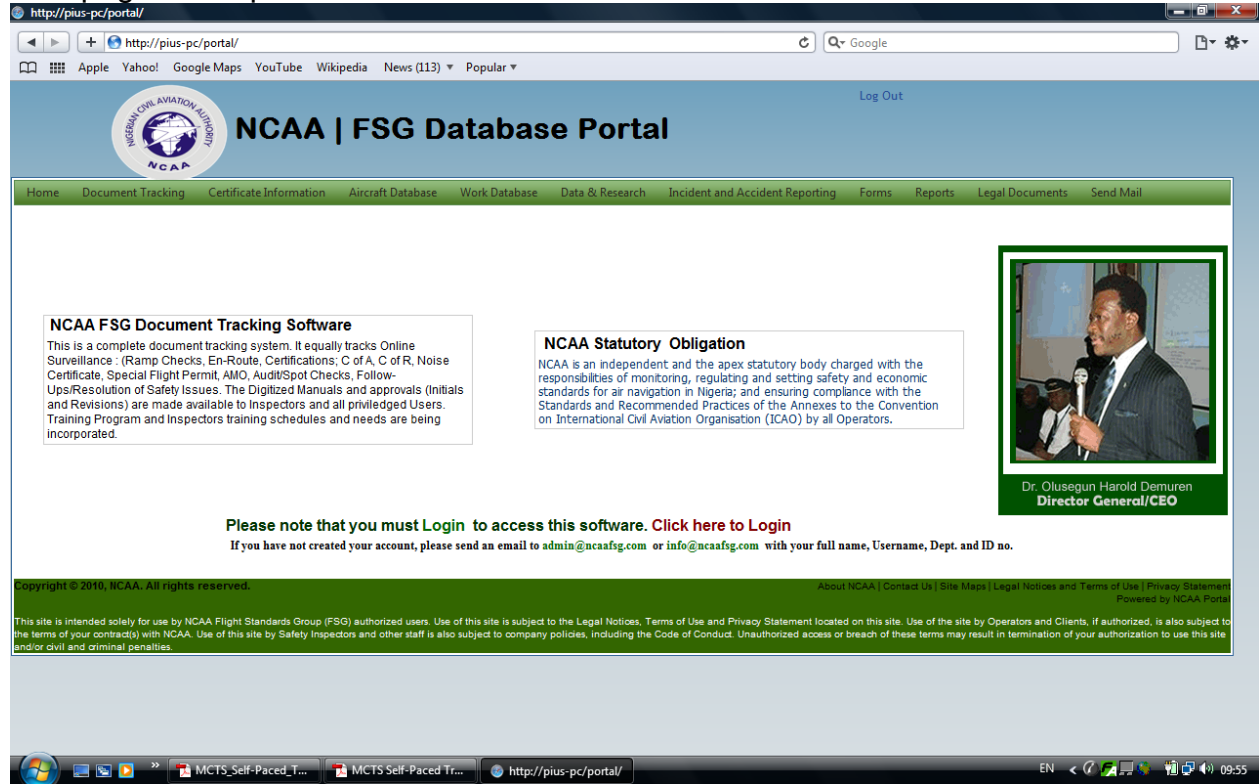 http://pius-pc/portal/
http://pius-pc/portal/
Google
Apple Yahoo! Google Maps YouTube Wikipedia News (113) Popular
Log Out
NIGERIAN CIVIL AVIATION AUTHORITY
NCAA
NCAA | FSG Database Portal
Home Document Tracking Certificate Information Aircraft Database Work Database Data & Research Incident and Accident Reporting Forms Reports Legal Documents Send Mail
NCAA FSG Document Tracking Software
This is a complete document tracking system. It equally tracks Online
Surveillance : (Ramp Checks, En-Route, Certifications; C of A, C of R, Noise
Certificate, Special Flight Permit, AMO, Audit/Spot Checks, Follow-
Ups/Resolution of Safety Issues. The Digitized Manuals and approvals (Initials
and Revisions) are made available to Inspectors and all priviledged Users.
Training Program and Inspectors training schedules and needs are being
incorporated.
NCAA Statutory Obligation
NCAA is an independent and the apex statutory body charged with the
responsibilities of monitoring, regulating and setting safety and economic
standards for air navigation in Nigeria; and ensuring compliance with the
Standards and Recommended Practices of the Annexes to the Convention
on International Civil Aviation Organisation (ICAO) by all Operators.
Dr. Olusegun Harold Demuren
Director General/CEO
Please note that you must Login to access this software. Click here to Login
If you have not created your account, please send an email to admin@ncaafsg.com or info@ncaafsg.com with your full name, Username, Dept. and ID no.
Copyright © 2010, NCAA. All rights reserved.
About NCAA | Contact Us | Site Maps | Legal Notices and Terms of Use | Privacy Statement
Powered by NCAA Portal
This site is intended solely for use by NCAA Flight Standards Group (FSG) authorized users. Use of this site is subject to the Legal Notices, Terms of Use and Privacy Statement located on this site. Use of the site by Operators and Clients, if authorized, is also subject to
the terms of your contract(s) with NCAA. Use of this site by Safety Inspectors and other staff is also subject to company policies, including the Code of Conduct. Unauthorized access or breach of these terms may result in termination of your authorization to use this site
and/or civil and criminal penalties.
MCTS_Self-Paced_T... MCTS Self-Paced Tr... http://pius-pc/portal/ EN 09:55